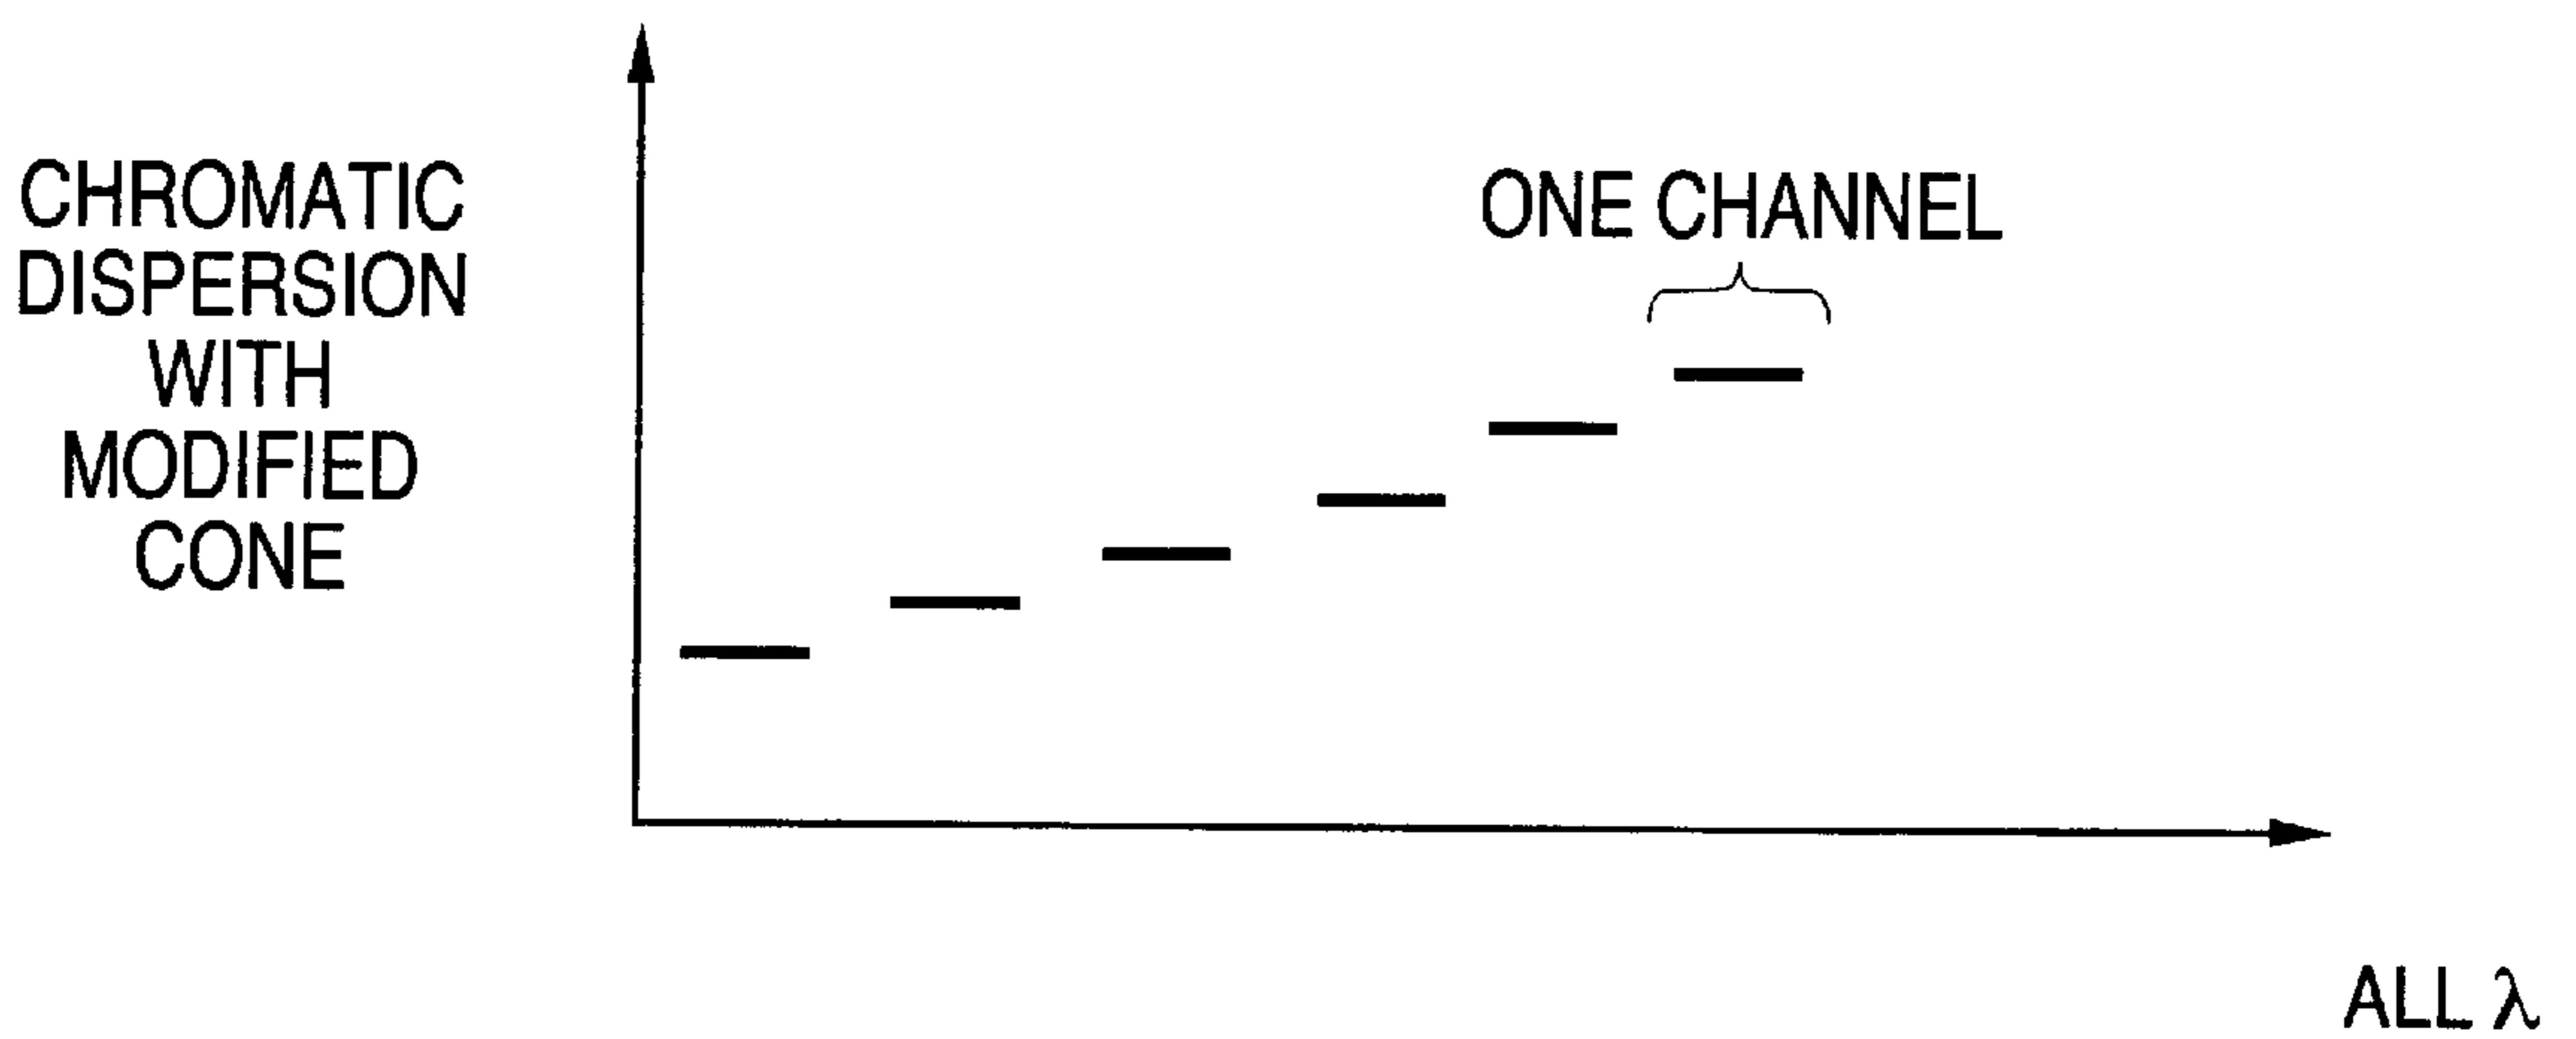 CHROMATIC
DISPERSION
WITH
MODIFIED
CONE
ONE CHANNEL
ALL λ